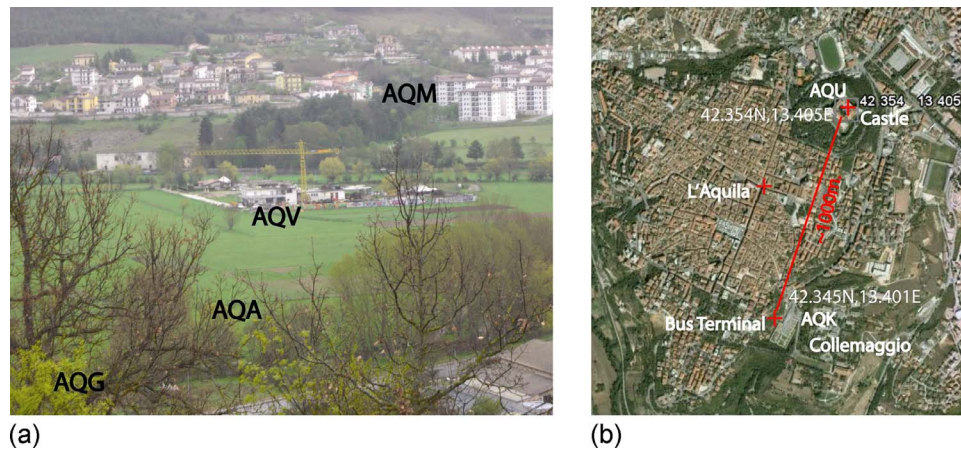 AQM
AQV
AQA
AQG
(a)
AQU
42 354 13 405
42.354N,13.405E
Castle
L'Aquila
~1009m,
42.345N,13.401E
Bus Terminal
AQK
Collemaggio
(b)